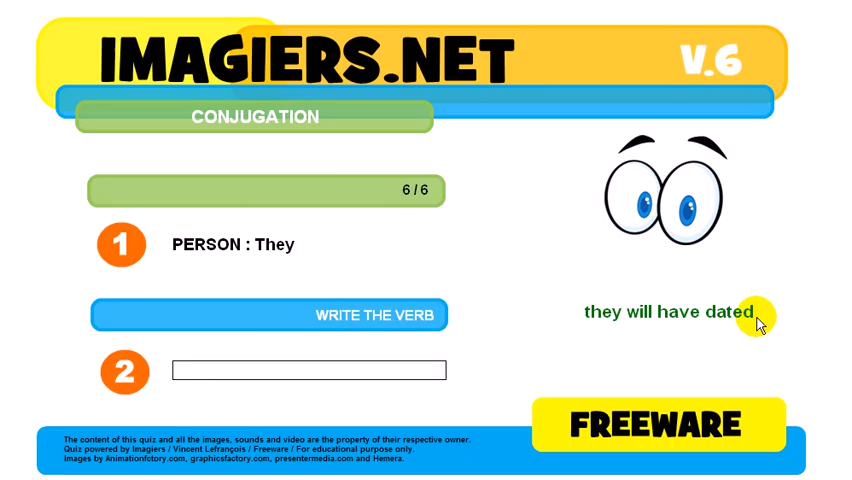 IMAGIERS.NET
V.6
CONJUGATION
6 / 6
1
PERSON : They
WRITE THE VERB
they will have dated
2
FREEWARE
The content of this quiz and all the images, sounds and video are the property of their respective owner.
Quiz powered by Imagiers / Vincent Lefrançois / Freeware / For educational purpose only.
Images by Animationfctory.com, graphicsfactory.com, presentermedia.com and Hemera.